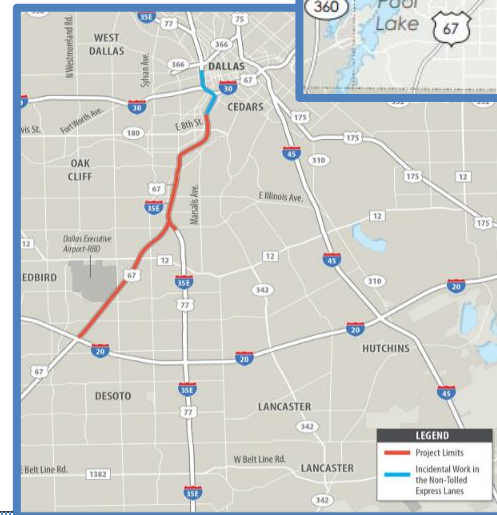 360
Pool
Lake
67
35E
77
75
WEST
DALLAS
N Westmoreland Rd.
Sylvan Ave.
366
366
DALLAS
67
30
CEDARS
30
Fort Worth Ave.
vis St.
180
E 8th St.
175
175
310
45
175
12
OAK
CLIFF
67
35E
Marsalis Ave.
E Illinois Ave.
12
175
12
Dallas Executive
Airport-RBD
EDBIRD
67
12
35E
12
45
310
20
77
342
20
HUTCHINS
20
20
67
DESOTO
35E
77
LANCASTER
45
342
E Belt Line Rd.
1382
W Belt Line Rd.
LANCASTER
35E
342
LEGEND
Project Limits
Incidental Work in
the Non-Tolled
Express Lanes